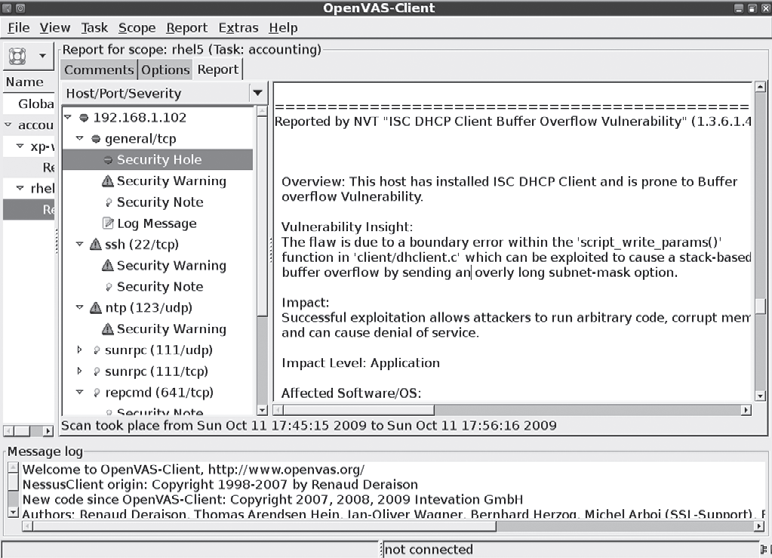 OpenVAS-Client
File View Task Scope Report Extras Help
Report for scope: rhel5 (Task: accounting)
Comments Options Report
Name
Globa
accou
xp-v
Re
rhel
Re
Host/Port/Severity
192.168.1.102
general/tcp
Security Hole
Security Warning
Security Note
Log Message
ssh (22/tcp)
Security Warning
Security Note
ntp (123/udp)
Security Warning
sunrpc (111/udp)
sunrpc (111/tcp)
repcmd (641/tcp)
Security Note
==============================================
Reported by NVT "ISC DHCP Client Buffer Overflow Vulnerability" (1.3.6.1.4
Overview: This host has installed ISC DHCP Client and is prone to Buffer
overflow Vulnerability.
Vulnerability Insight:
The flaw is due to a boundary error within the 'script_write_params()'
function in 'client/dhclient.c' which can be exploited to cause a stack-based
buffer overflow by sending an overly long subnet-mask option.
Impact:
Successful exploitation allows attackers to run arbitrary code, corrupt mem
and can cause denial of service.
Impact Level: Application
Affected Software/OS:
Scan took place from Sun Oct 11 17:45:15 2009 to Sun Oct 11 17:56:16 2009
Message log
Welcome to OpenVAS-Client, http://www.openvas.org/
NessusClient origin: Copyright 1998-2007 by Renaud Deraison
New code since OpenVAS-Client: Copyright 2007, 2008, 2009 Intevation GmbH
Authors: Renaud Deraison, Thomas Arendsen Hein, Jan-Oliver Wagner, Bernhard Herzog, Michel Arboi (SSL-Support), F
not connected